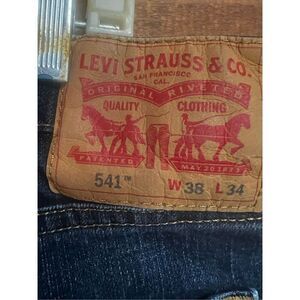 LEVI STRAUSS & CO.
SAN FRANCISCO
CAL.
ORIGINAL RIVETED
QUALITY CLOTHING
PATENTED MAY 20 1873
541™ W 38 L 34